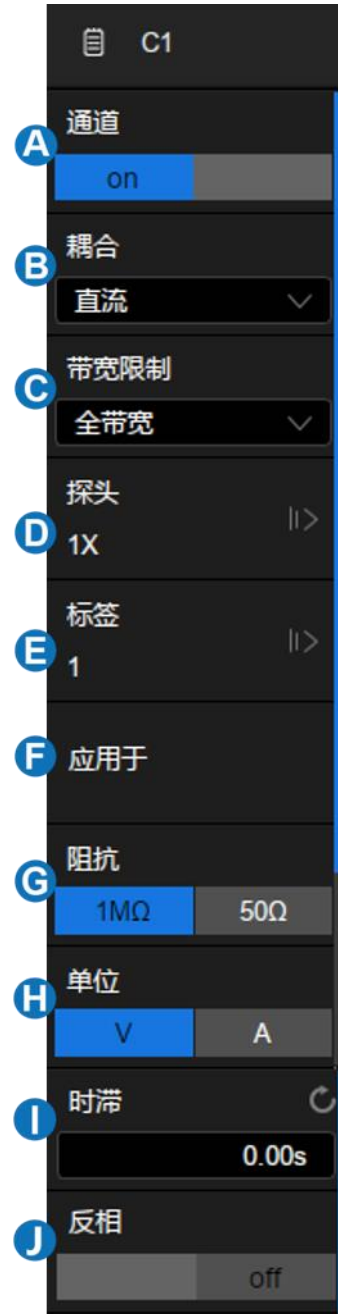 C1
A
通道
on
B
耦合
直流
C
带宽限制
全带宽
D
探头
1X
E
标签
1
F
应用于
G
阻抗
1MΩ 50Ω
H
单位
V A
I
时滞
0.00s
J
反相
off